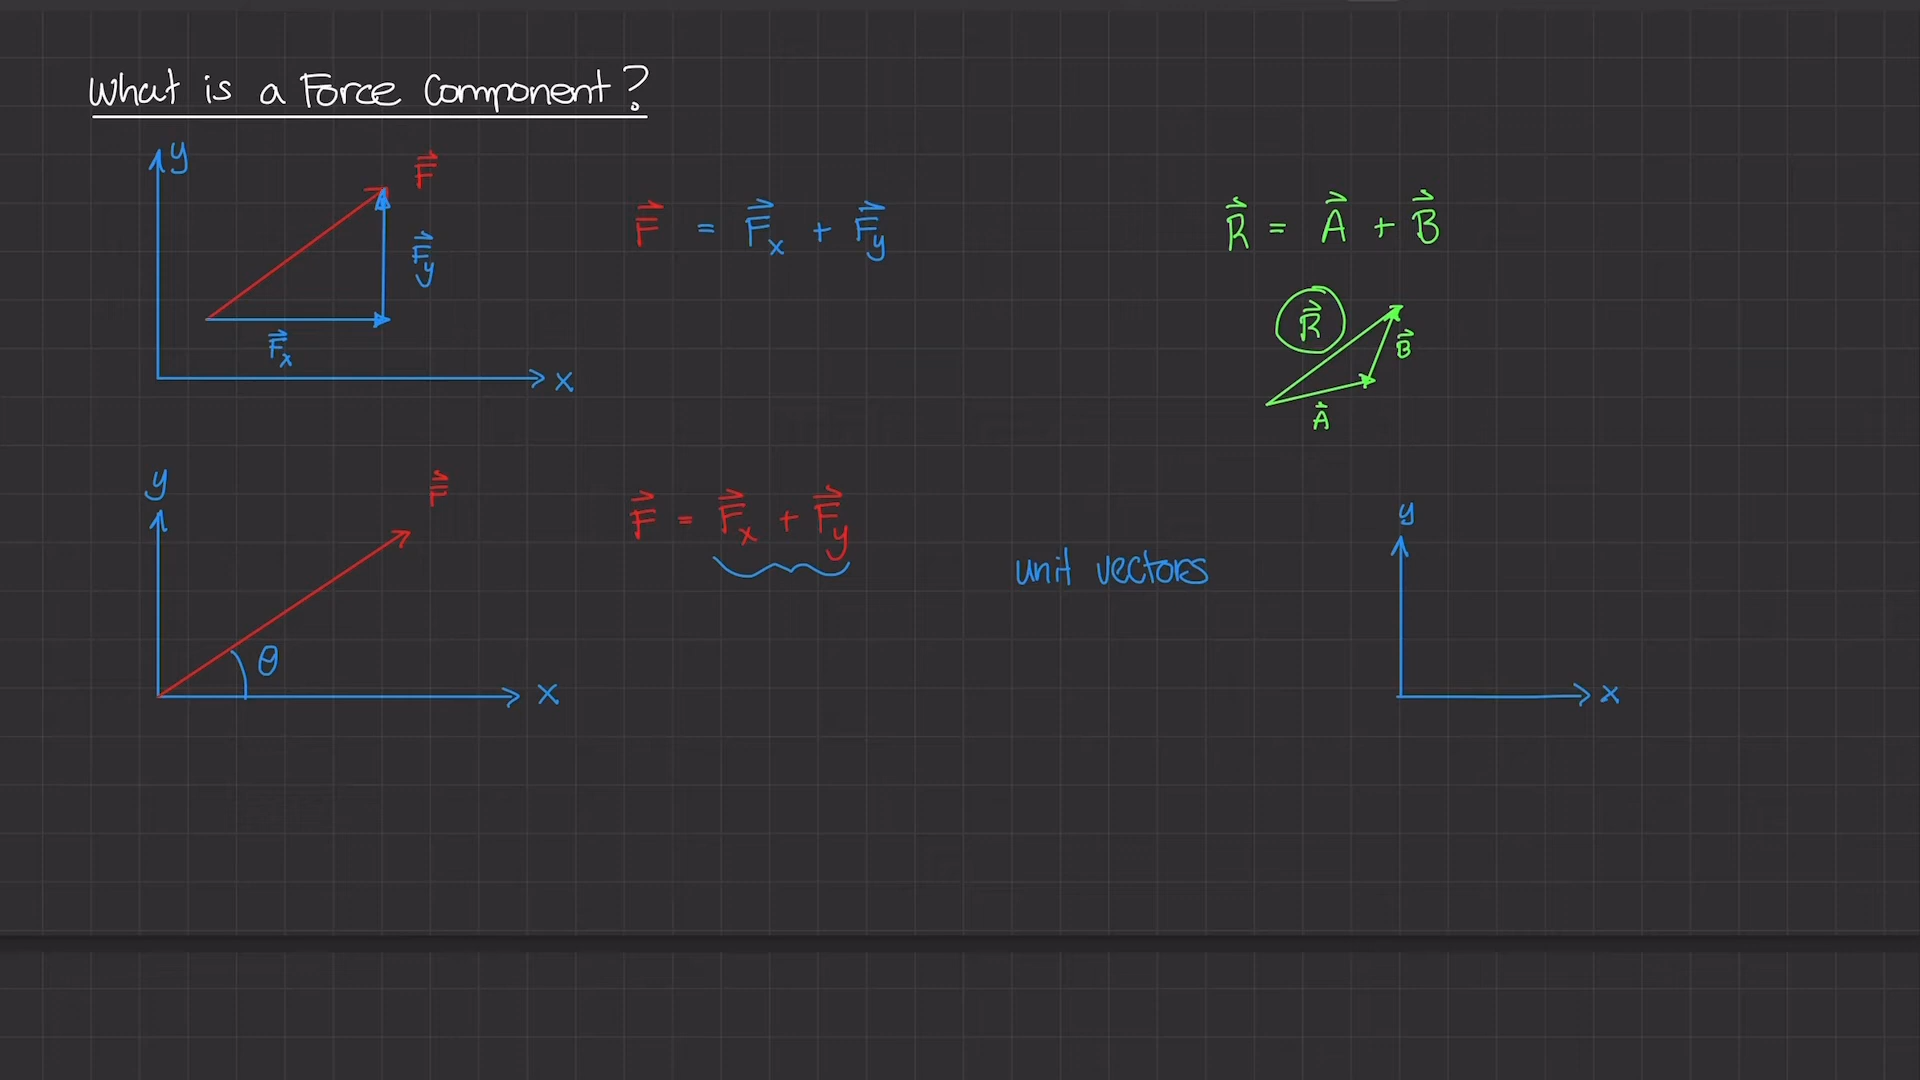 What is a Force Component?
y
F⃗
F⃗y
F⃗x
x
F⃗ = F⃗x + F⃗y
R⃗ = A⃗ + B⃗
R⃗
B⃗
A⃗
y
F⃗
θ
x
F⃗ = F⃗x + F⃗y
unit vectors
y
x